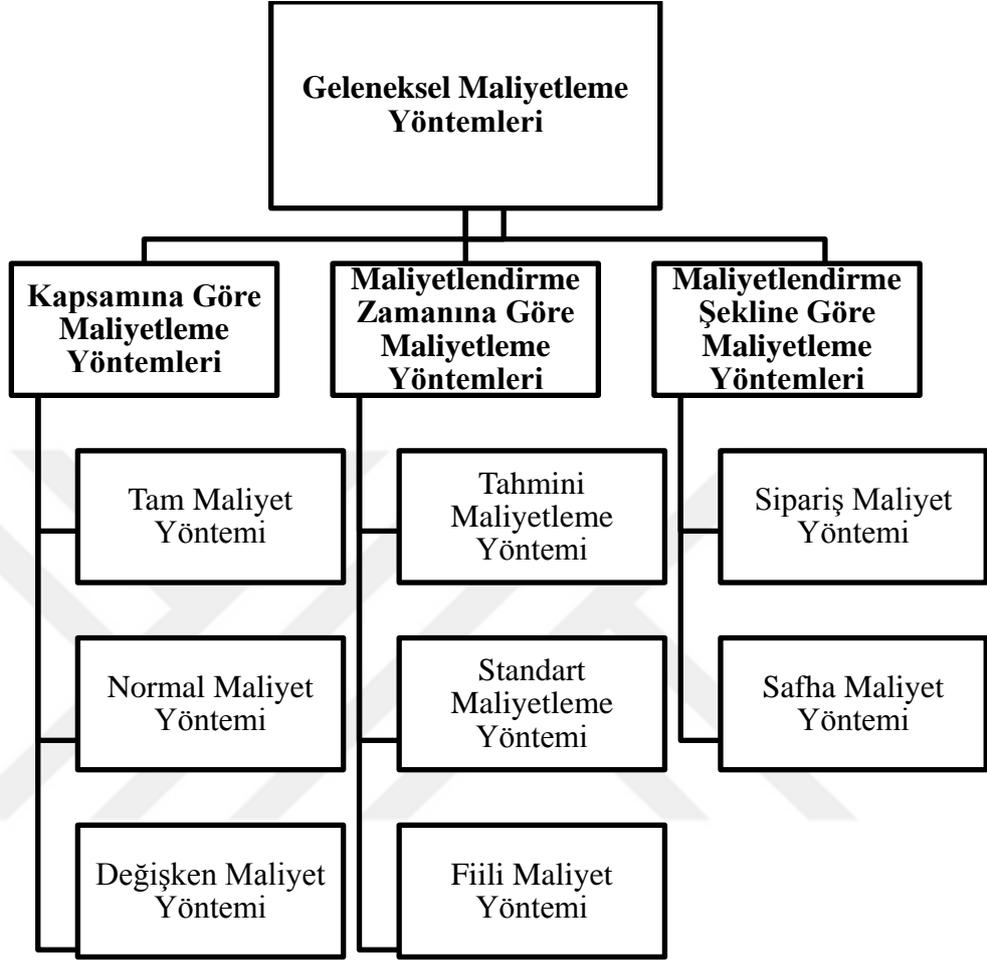 Geleneksel Maliyetleme
Yöntemleri
Kapsamına Göre
Maliyetleme
Yöntemleri
Maliyetlendirme
Zamanına Göre
Maliyetleme
Yöntemleri
Maliyetlendirme
Şekline Göre
Maliyetleme
Yöntemleri
Tam Maliyet
Yöntemi
Tahmini
Maliyetleme
Yöntemi
Sipariş Maliyet
Yöntemi
Normal Maliyet
Yöntemi
Standart
Maliyetleme
Yöntemi
Safha Maliyet
Yöntemi
Değişken Maliyet
Yöntemi
Fiili Maliyet
Yöntemi